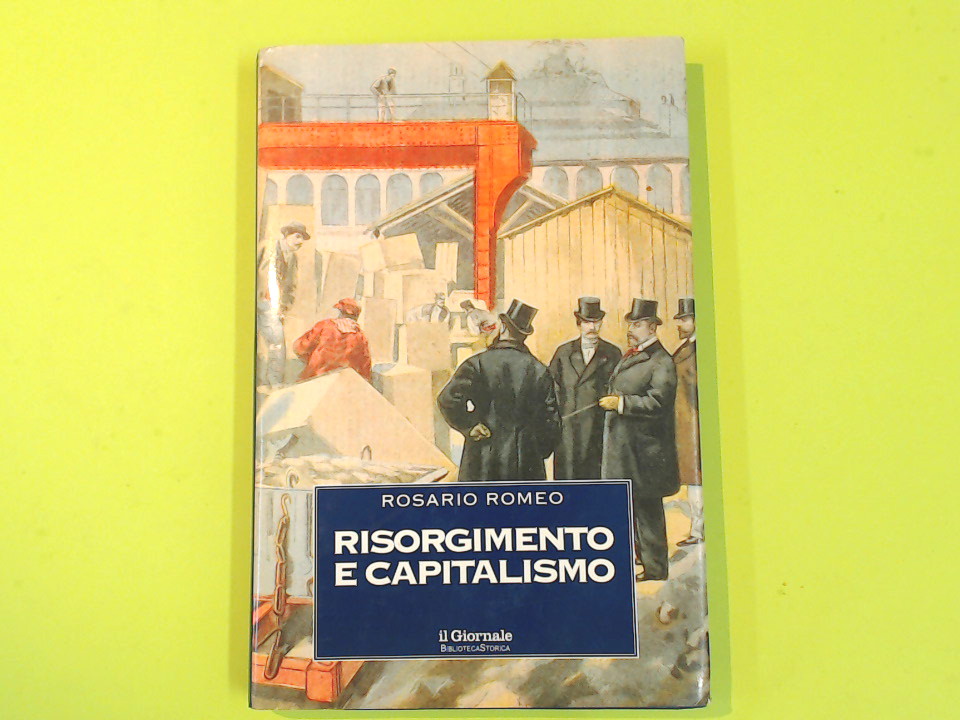 ROSARIO ROMEO
RISORGIMENTO
E CAPITALISMO
il Giornale
BIBLIOTECASTORICA